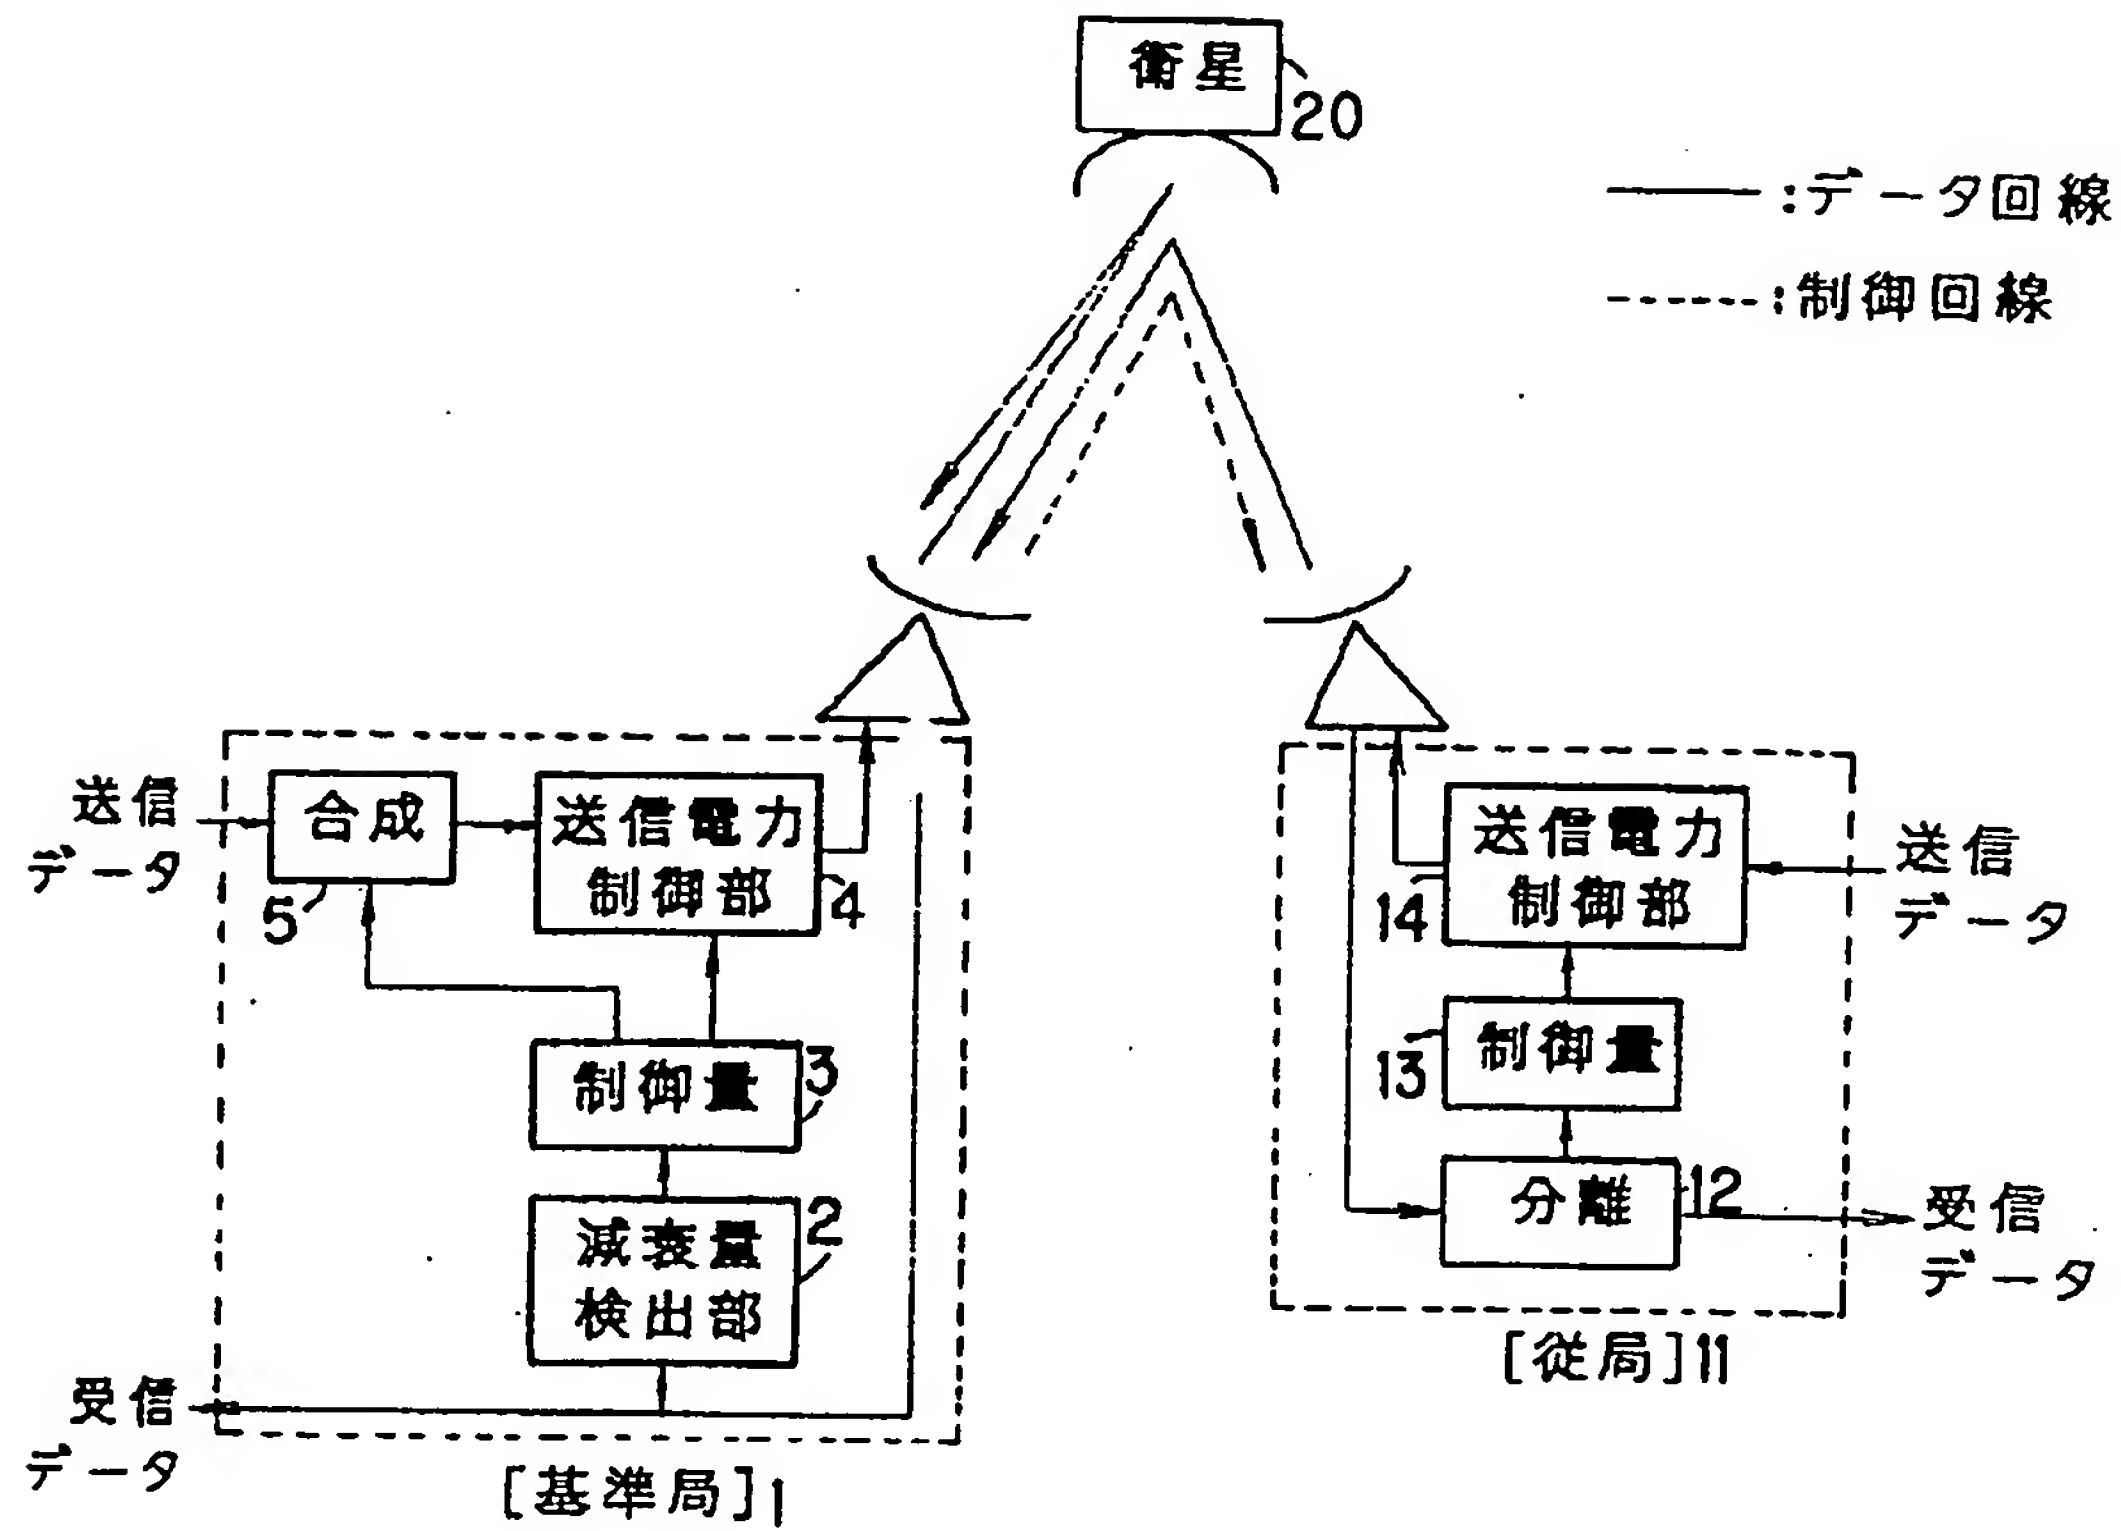 衛星
20
:データ回線
:制御回線
送信
データ
合成
5
送信電力
制御部
4
制御量
3
減衰量
検出部
2
受信
データ
[基準局]1
送信電力
制御部
14
送信
データ
制御量
13
分離
12
受信
データ
[従局]11